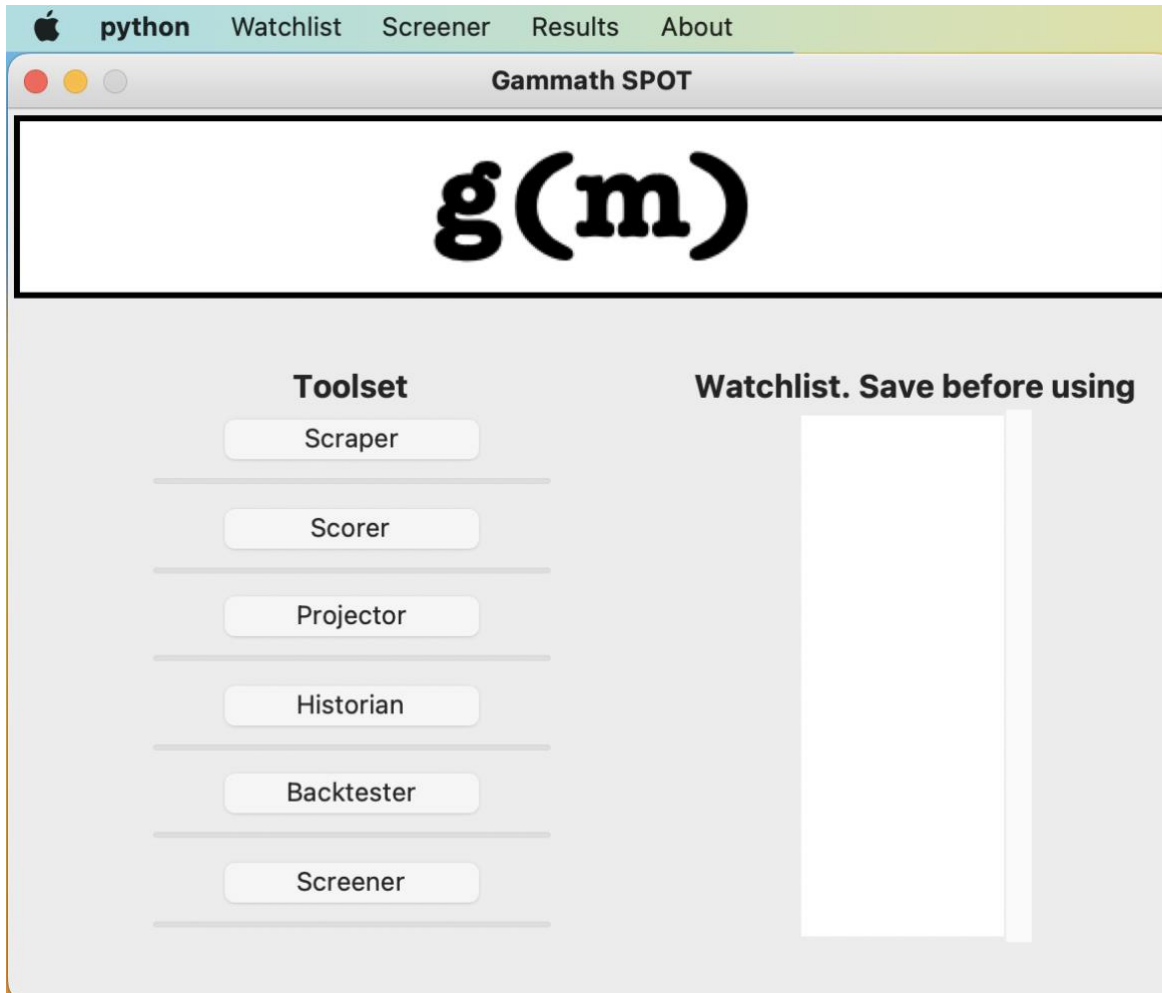 python Watchlist Screener Results About
Gammath SPOT
g(m)
Toolset
Scraper
Scorer
Projector
Historian
Backtester
Screener
Watchlist. Save before using